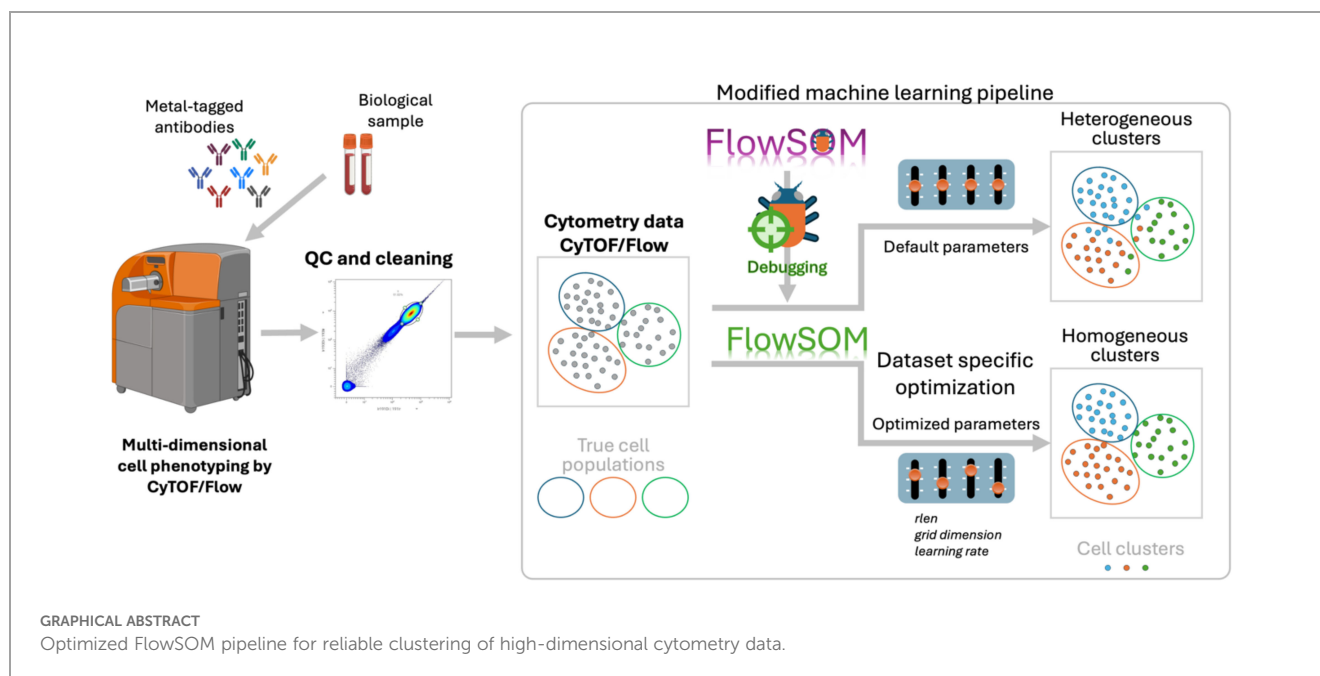 Modified machine learning pipeline
Metal-tagged
antibodies
Biological
sample
FlowSOM
Heterogeneous
clusters
Cytometry data
CyTOF/Flow
QC and cleaning
Default parameters
Debugging
FlowSOM
Homogeneous
clusters
Dataset specific
optimization
Optimized parameters
Multi-dimensional
cell phenotyping by
CyTOF/Flow
True cell
populations
rlen
grid dimension
learning rate
Cell clusters
GRAPHICAL ABSTRACT
Optimized FlowSOM pipeline for reliable clustering of high-dimensional cytometry data.